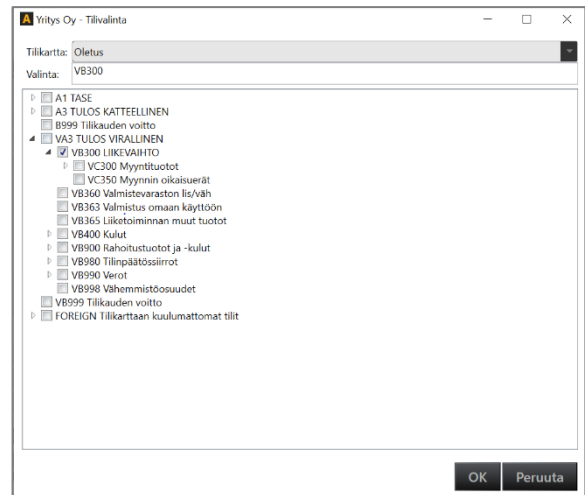 A Yritys Oy - Tilivalinta
Tilikartta: Oletus
Valinta: VB300
A1 TASE
A3 TULOS KATTEELLINEN
B999 Tilikauden voitto
VA3 TULOS VIRALLINEN
VB300 LIIKEVAIHTO
VC300 Myyntituotot
VC350 Myynnin oikaisuerät
VB360 Valmistevaraston lis/väh
VB363 Valmistus omaan käyttöön
VB365 Liiketoiminnan muut tuotot
VB400 Kulut
VB900 Rahoitustuotot ja -kulut
VB980 Tilinpäätössiirrot
VB990 Verot
VB998 Vähemmistöosuudet
VB999 Tilikauden voitto
FOREIGN Tilikarttaan kuulumattomat tilit
OK Peruuta